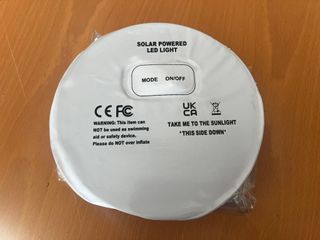 SOLAR POWERED
LED LIGHT
MODE ON/OFF
CE FC
UK
CA
WARNING: This item can
NOT be used as swimming
aid or safety device.
Please do NOT over inflate
TAKE ME TO THE SUNLIGHT
*THIS SIDE DOWN*